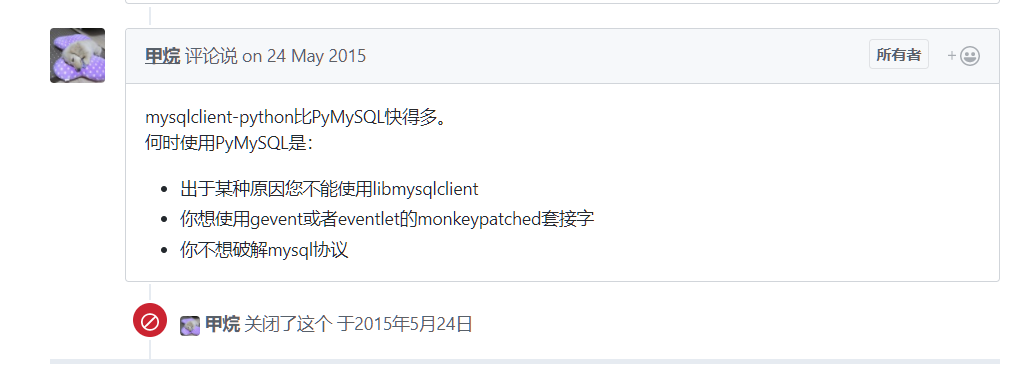 甲烷 评论说 on 24 May 2015
所有者
+
mysqlclient-python比PyMySQL快得多。
何时使用PyMySQL是：
• 出于某种原因您不能使用libmysqlclient
• 你想使用gevent或者eventlet的monkeypatched套接字
• 你不想破解mysql协议
甲烷 关闭了这个 于2015年5月24日